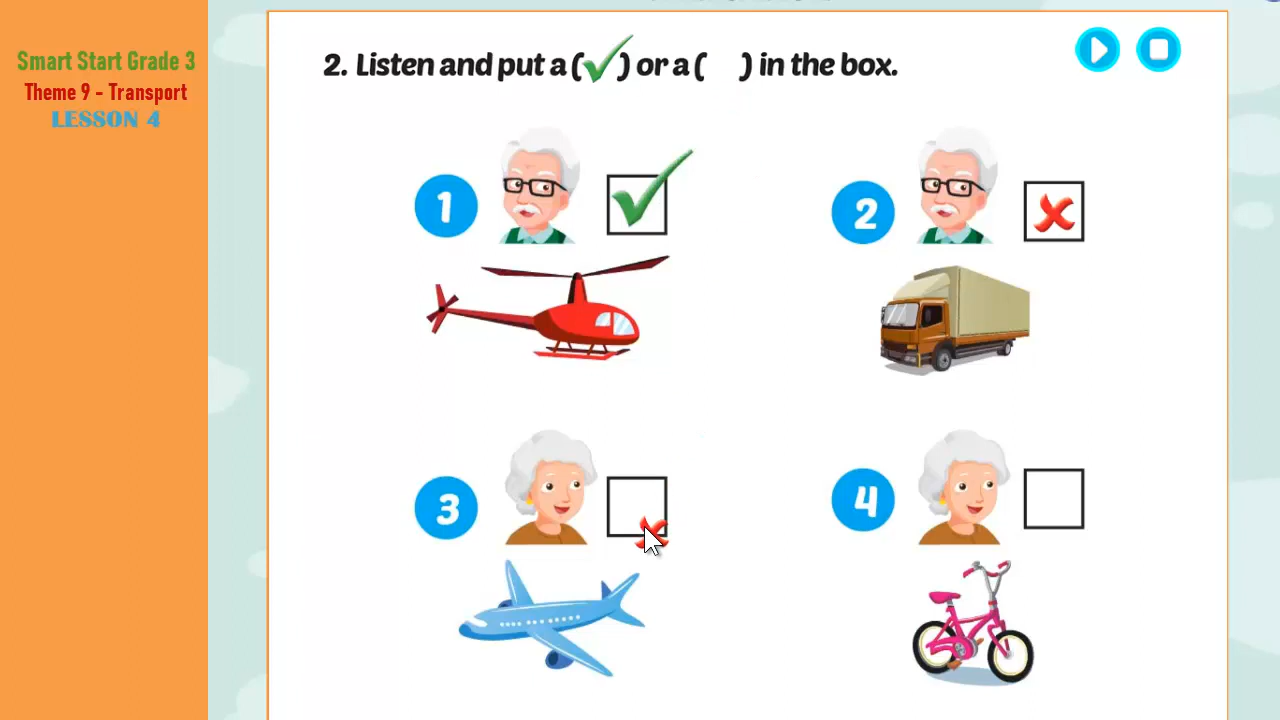 Smart Start Grade 3
Theme 9 - Transport
LESSON 4
2. Listen and put a (✓) or a ( ) in the box.
1
2
3
4